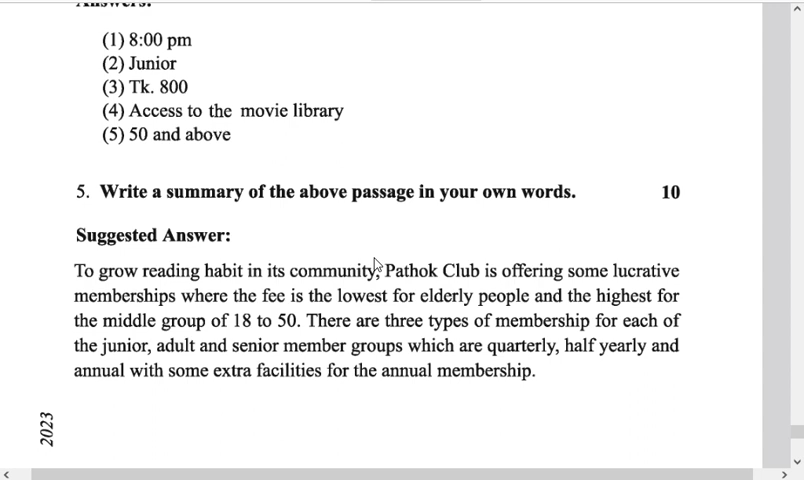 Answers:
(1) 8:00 pm
(2) Junior
(3) Tk. 800
(4) Access to the movie library
(5) 50 and above
5. Write a summary of the above passage in your own words. 10
Suggested Answer:
To grow reading habit in its community, Pathok Club is offering some lucrative
memberships where the fee is the lowest for elderly people and the highest for
the middle group of 18 to 50. There are three types of membership for each of
the junior, adult and senior member groups which are quarterly, half yearly and
annual with some extra facilities for the annual membership.
2023